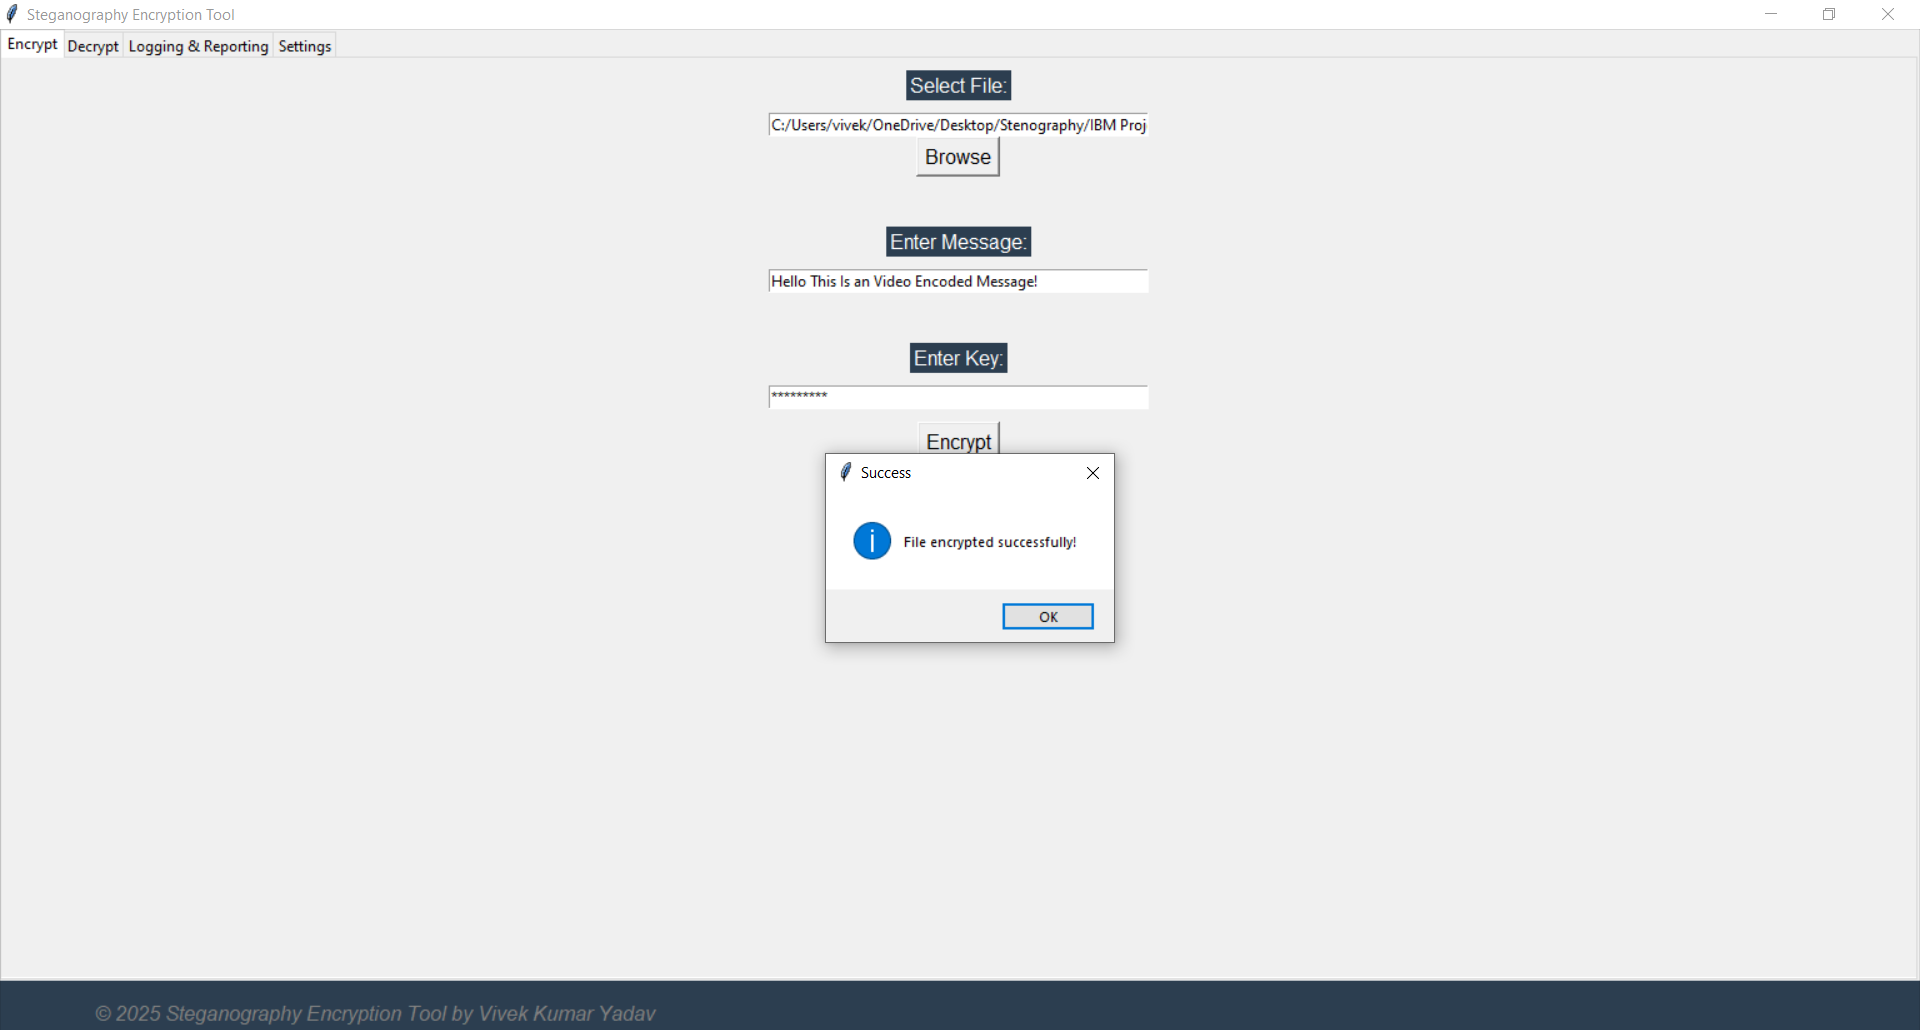 Steganography Encryption Tool
Encrypt Decrypt Logging & Reporting Settings
Select File:
C:/Users/vivek/OneDrive/Desktop/Stenography/IBM Proj
Browse
Enter Message:
Hello This Is an Video Encoded Message!
Enter Key:
*********
Encrypt
Success
File encrypted successfully!
OK
© 2025 Steganography Encryption Tool by Vivek Kumar Yadav